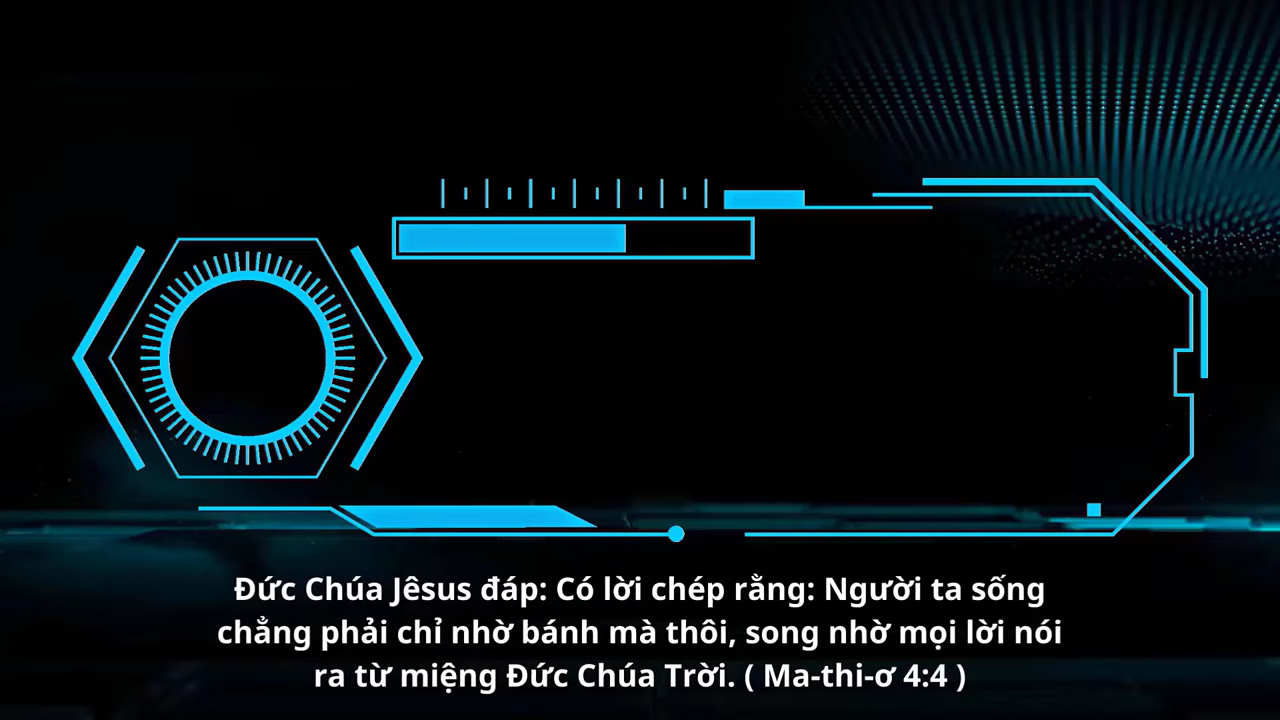 Đức Chúa Jêsus đáp: Có lời chép rằng: Người ta sống
chẳng phải chỉ nhờ bánh mà thôi, song nhờ mọi lời nói
ra từ miệng Đức Chúa Trời. ( Ma-thi-ơ 4:4 )